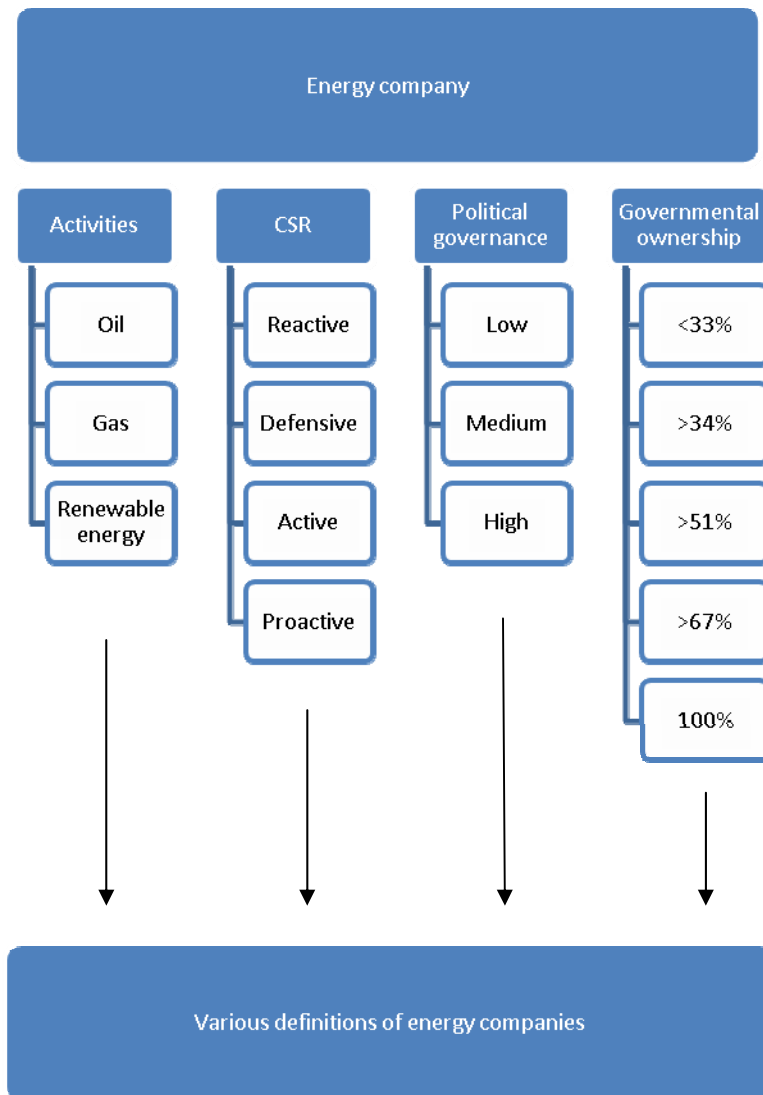 Energy company
Activities
Oil
Gas
Renewable
energy
CSR
Reactive
Defensive
Active
Proactive
Political
governance
Low
Medium
High
Governmental
ownership
<33%
>34%
>51%
>67%
100%
Various definitions of energy companies